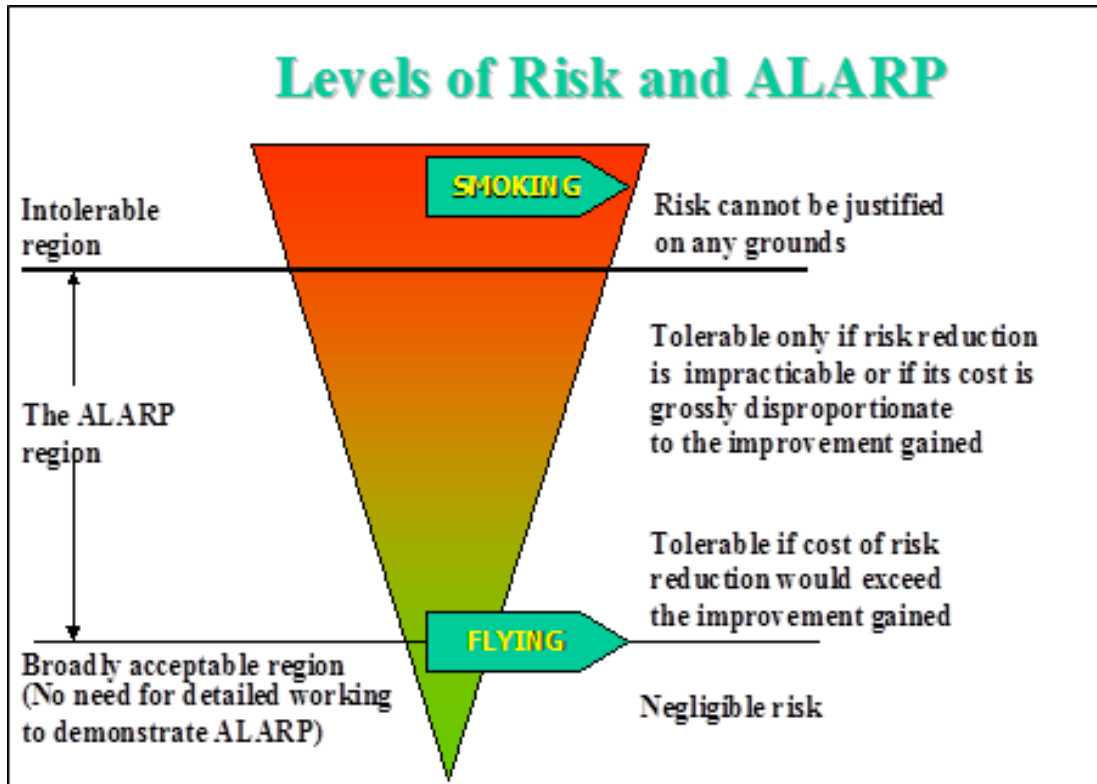 Levels of Risk and ALARP
SMOKING
Intolerable
region
Risk cannot be justified
on any grounds
Tolerable only if risk reduction
is impracticable or if its cost is
grossly disproportionate
to the improvement gained
The ALARP
region
Tolerable if cost of risk
reduction would exceed
the improvement gained
FLYING
Broadly acceptable region
(No need for detailed working
to demonstrate ALARP)
Negligible risk